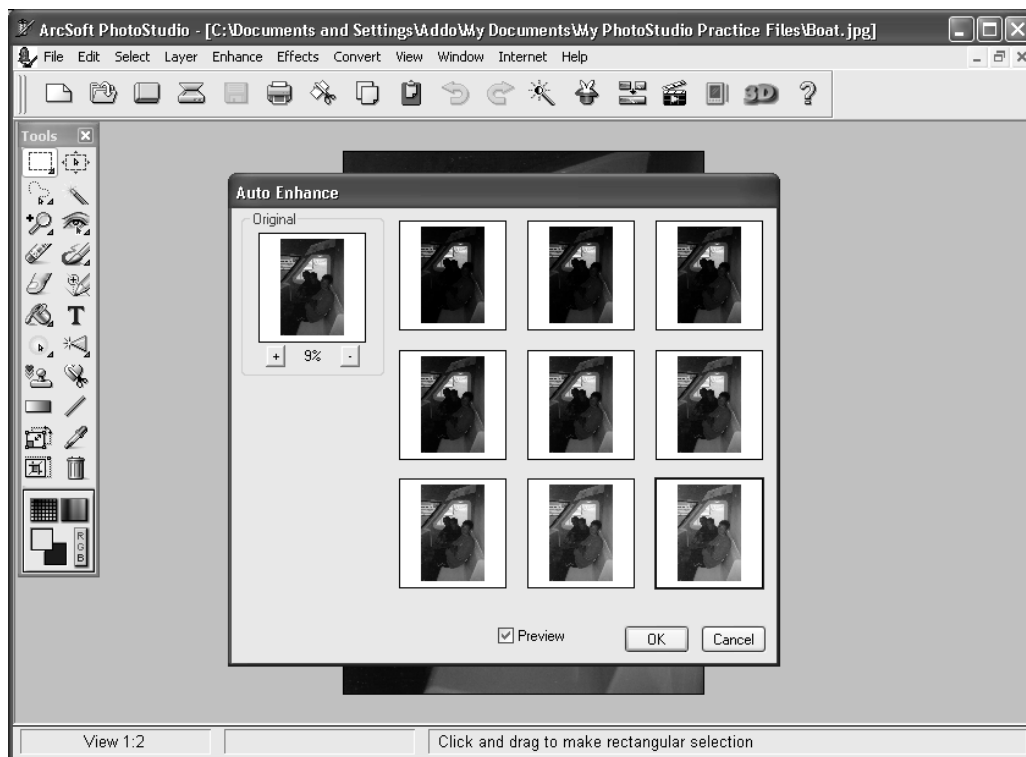 ArcSoft PhotoStudio - [C:\Documents and Settings\Addo\My Documents\My PhotoStudio Practice Files\Boat.jpg]
File Edit Select Layer Enhance Effects Convert View Window Internet Help
3D ?
Tools
T
R
G
B
Auto Enhance
Original
+ 9% -
Preview OK Cancel
View 1:2 Click and drag to make rectangular selection